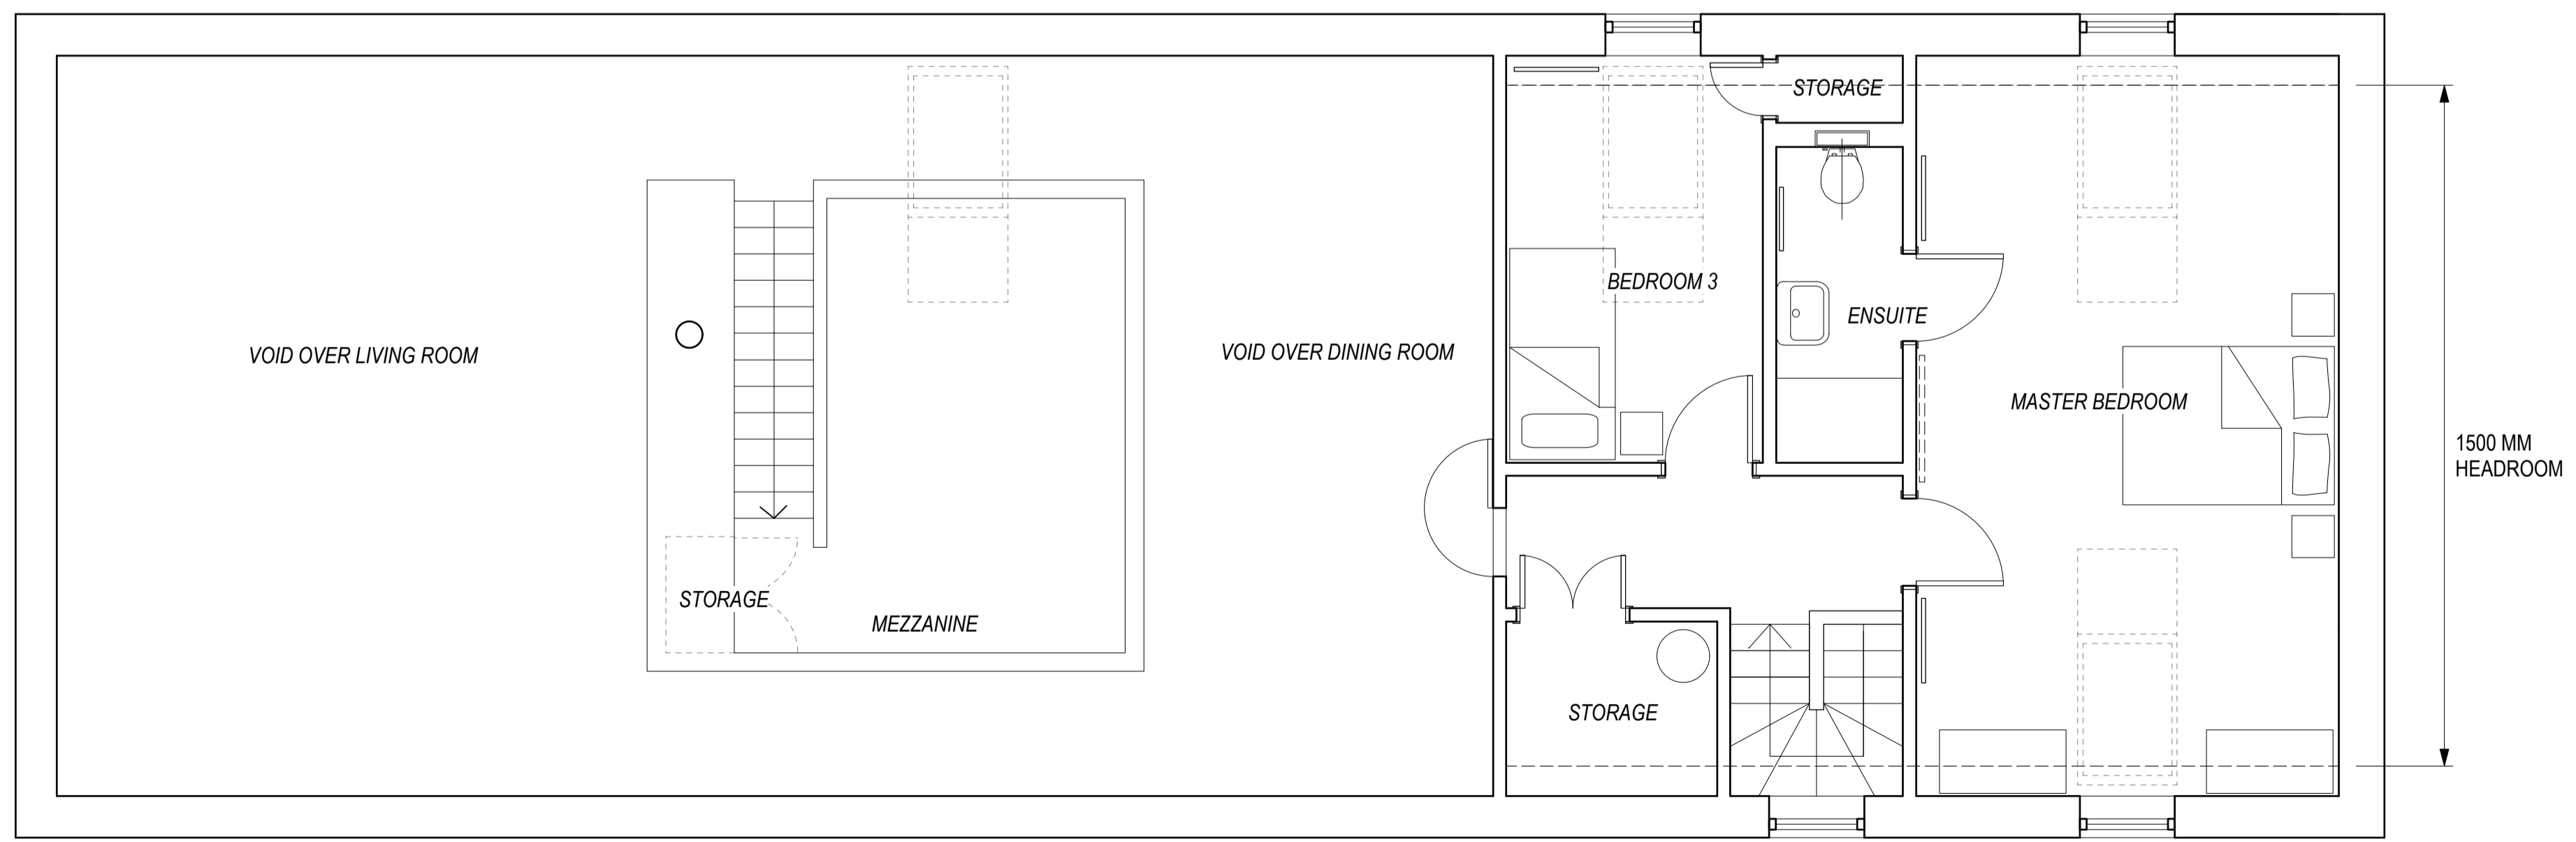 STORAGE
BEDROOM 3
ENSUITE
VOID OVER LIVING ROOM
VOID OVER DINING ROOM
MASTER BEDROOM
1500 MM
HEADROOM
STORAGE
MEZZANINE
STORAGE